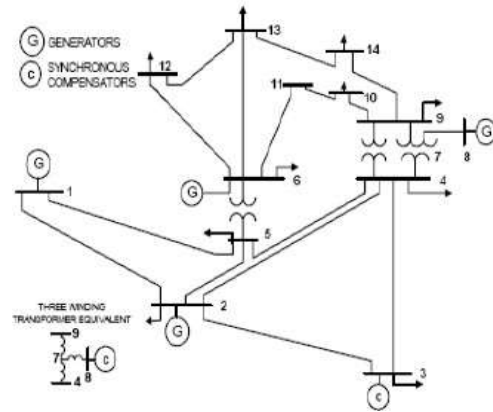 G GENERATORS
C SYNCHRONOUS
COMPENSATORS
13
12
14
11
10
9
G
8
7
G
1
G
6
4
5
THREE WINDING
TRANSFORMER EQUIVALENT
2
G
9
7
8
C
4
3
C